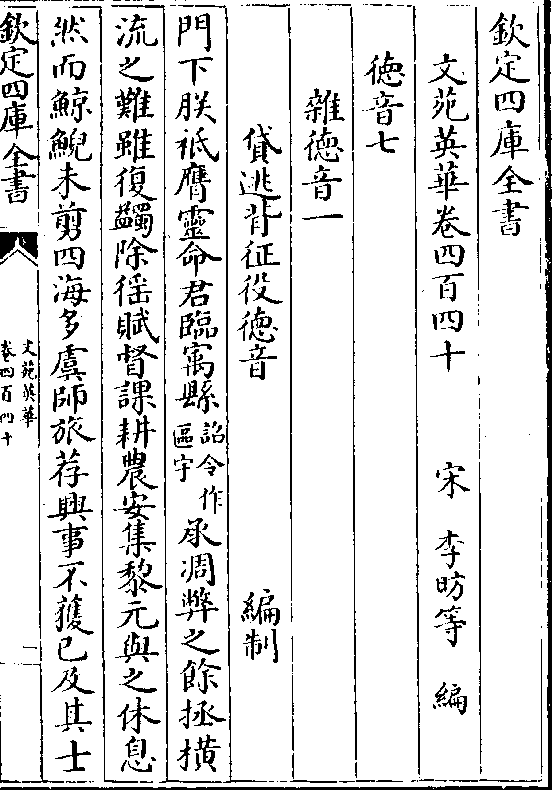 欽定四庫全書
文苑英華卷四百四十　宋　李昉等　編
徳音七
雜徳音一
貸逃背征役徳音　編制
門下朕祗膺靈命君臨㝢縣詔令作區宇承凋弊之餘拯横
流之難雖復蠲除徭賦督課耕農安集黎元與之休息
然而鯨鯢未剪四海多虞師旅荐興事不獲已及其士
欽定四庫全書
文苑英華
卷四百四十
一